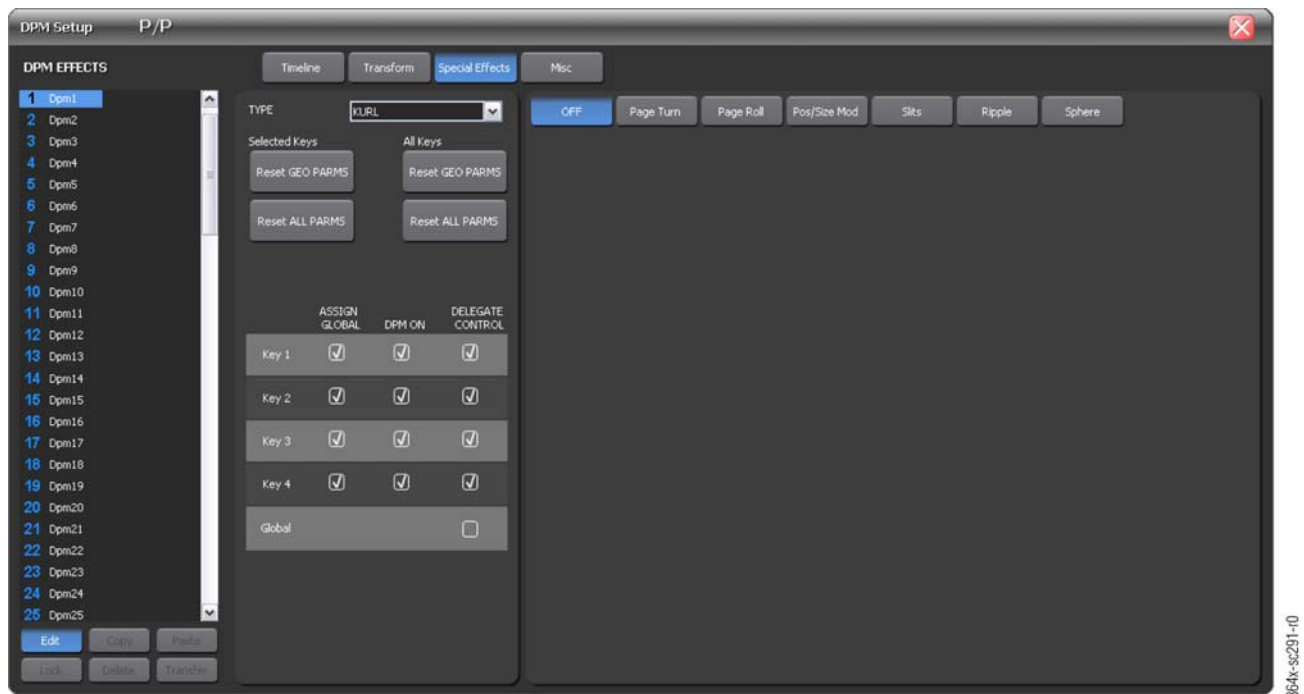 DPM Setup P/P
DPM EFFECTS
Timeline Transform Special Effects Misc
1 Dpm1
2 Dpm2
3 Dpm3
4 Dpm4
5 Dpm5
6 Dpm6
7 Dpm7
8 Dpm8
9 Dpm9
10 Dpm10
11 Dpm11
12 Dpm12
13 Dpm13
14 Dpm14
15 Dpm15
16 Dpm16
17 Dpm17
18 Dpm18
19 Dpm19
20 Dpm20
21 Dpm21
22 Dpm22
23 Dpm23
24 Dpm24
25 Dpm25
Edit Copy Paste
Lock Delete Transfer
TYPE KURL
Selected Keys All Keys
Reset GEO PARMS Reset GEO PARMS
Reset ALL PARMS Reset ALL PARMS
ASSIGN GLOBAL DPM ON DELEGATE CONTROL
Key 1
Key 2
Key 3
Key 4
Global
OFF Page Turn Page Roll Pos/Size Mod Slits Ripple Sphere
864x-sc291-r0